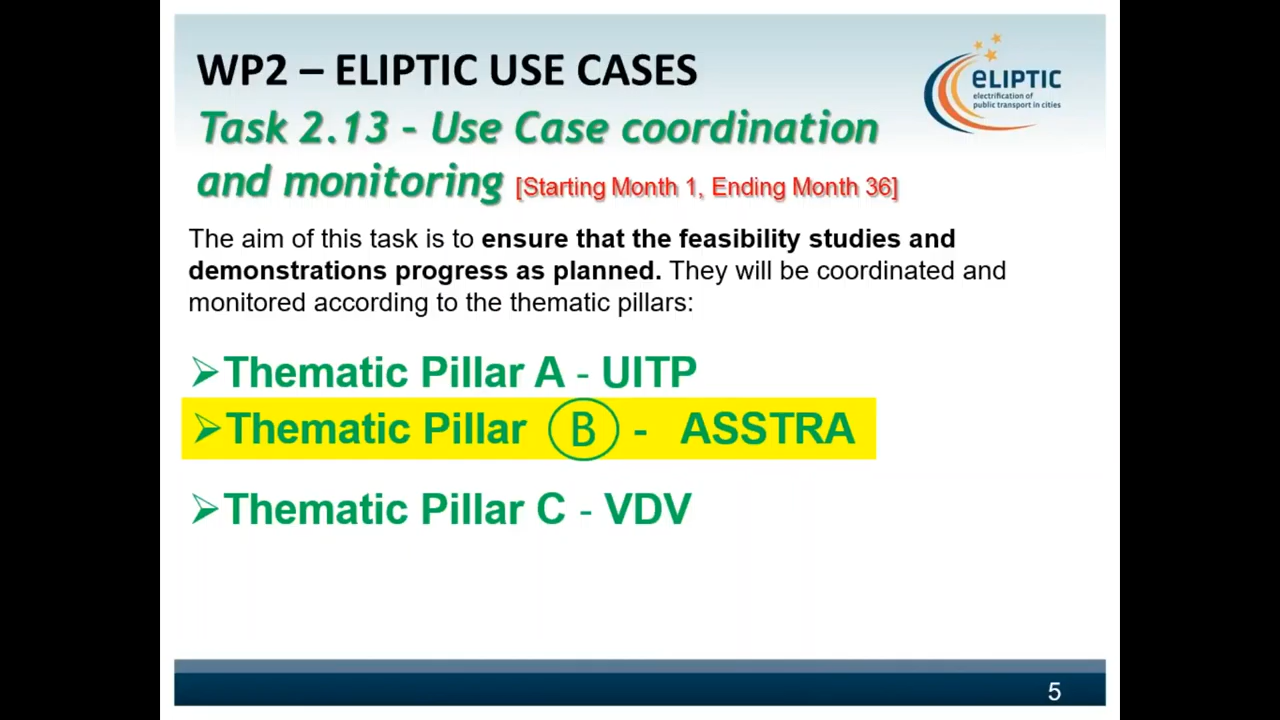 WP2 – ELIPTIC USE CASES
eLIPTIC
electrification of
public transport in cities
Task 2.13 - Use Case coordination
and monitoring [Starting Month 1, Ending Month 36]
The aim of this task is to ensure that the feasibility studies and
demonstrations progress as planned. They will be coordinated and
monitored according to the thematic pillars:
➢Thematic Pillar A - UITP
➢Thematic Pillar B - ASSTRA
➢Thematic Pillar C - VDV
5